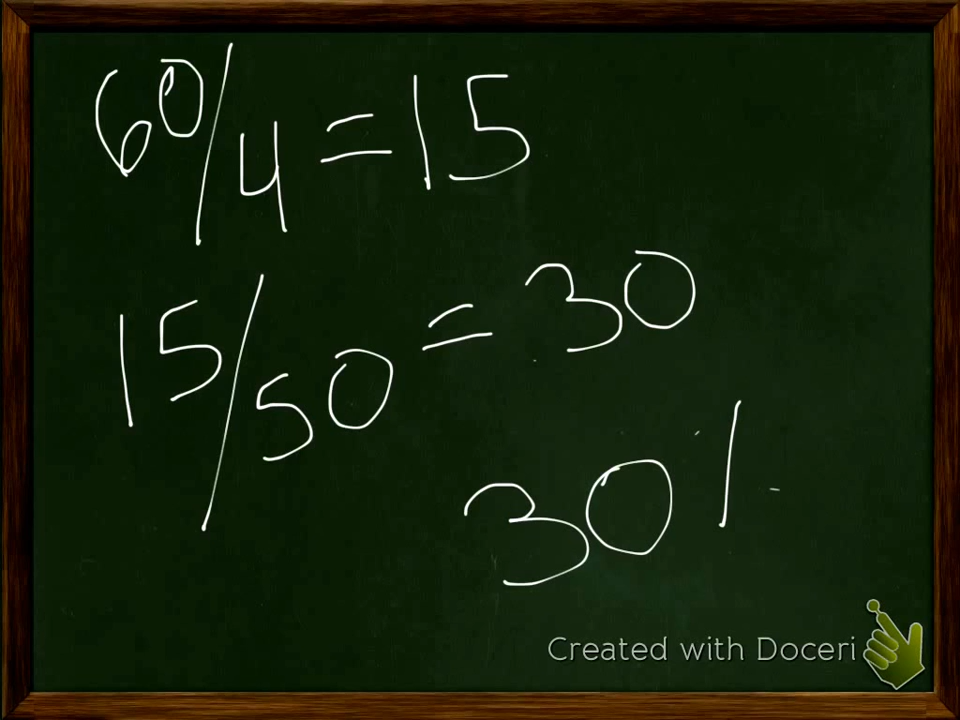 60/4 = 15
15/50 = 30
30%
Created with Doceri